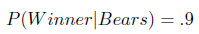 P(Winner|Bears) = .9